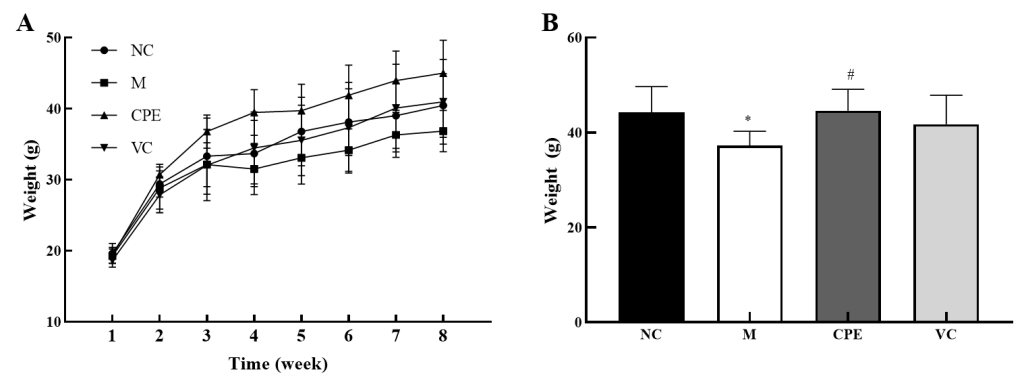 A
Weight (g)
50
40
30
20
10
NC
M
CPE
VC
1 2 3 4 5 6 7 8
Time (week)
B
Weight (g)
60
40
20
0
*
#
NC M CPE VC